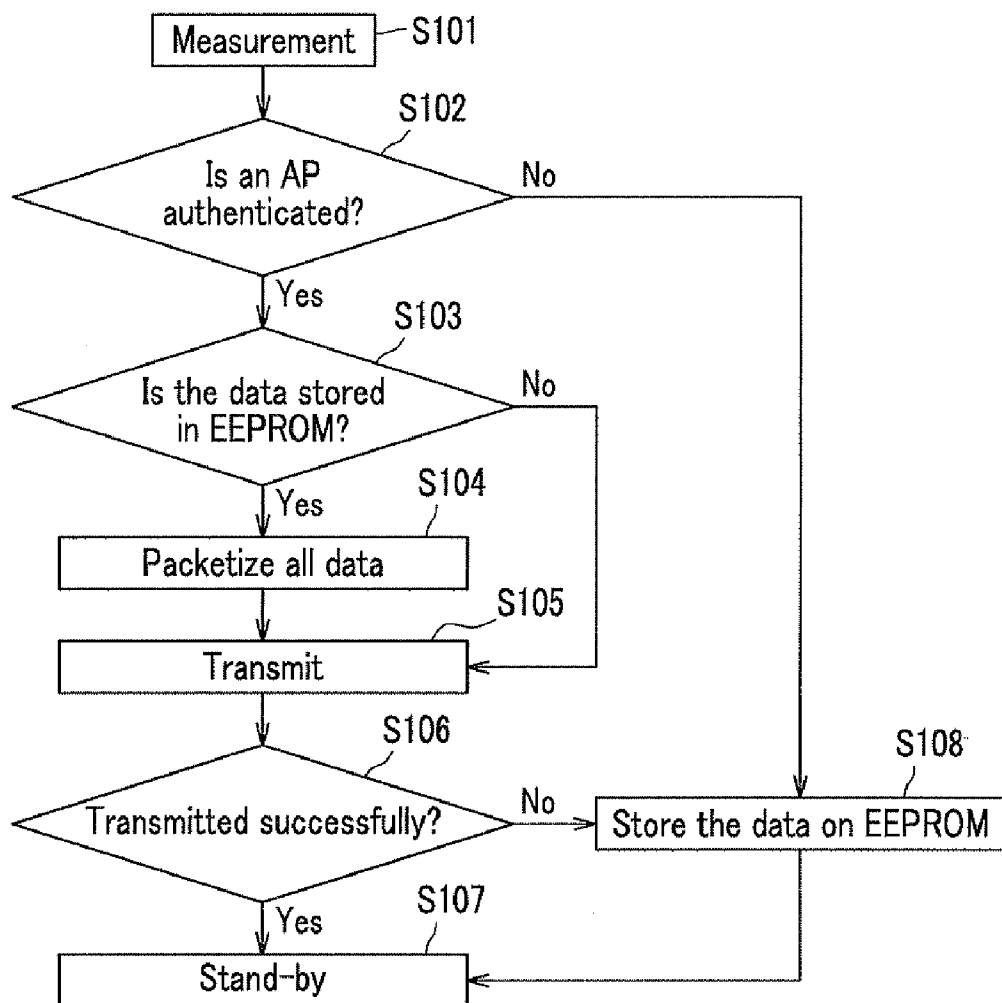 Measurement
S101
S102
Is an AP
authenticated?
No
Yes
S103
Is the data stored
in EEPROM?
No
Yes
S104
Packetize all data
S105
Transmit
S106
Transmitted successfully?
No
S108
Store the data on EEPROM
Yes
S107
Stand-by